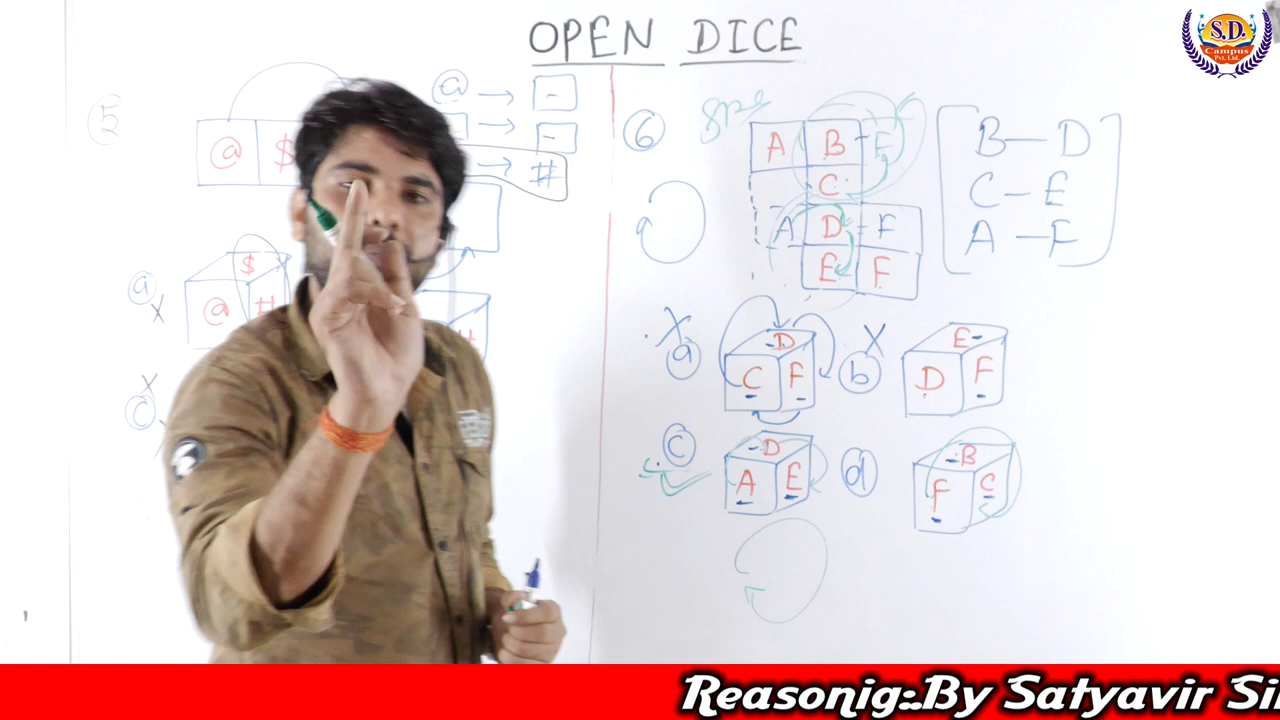 OPEN DICE
S.D.
Campus
Pvt. Ltd.
5
@ $
@ → -
→ -
→ #
a
X
$
@ #
X
C
6
A B F
C
A D F
E F
B — D
C — E
A — F
X
a
D
C F
X
b
E
D F
C
D
A E
d
B
F C
Reasonig:.By Satyavir Si